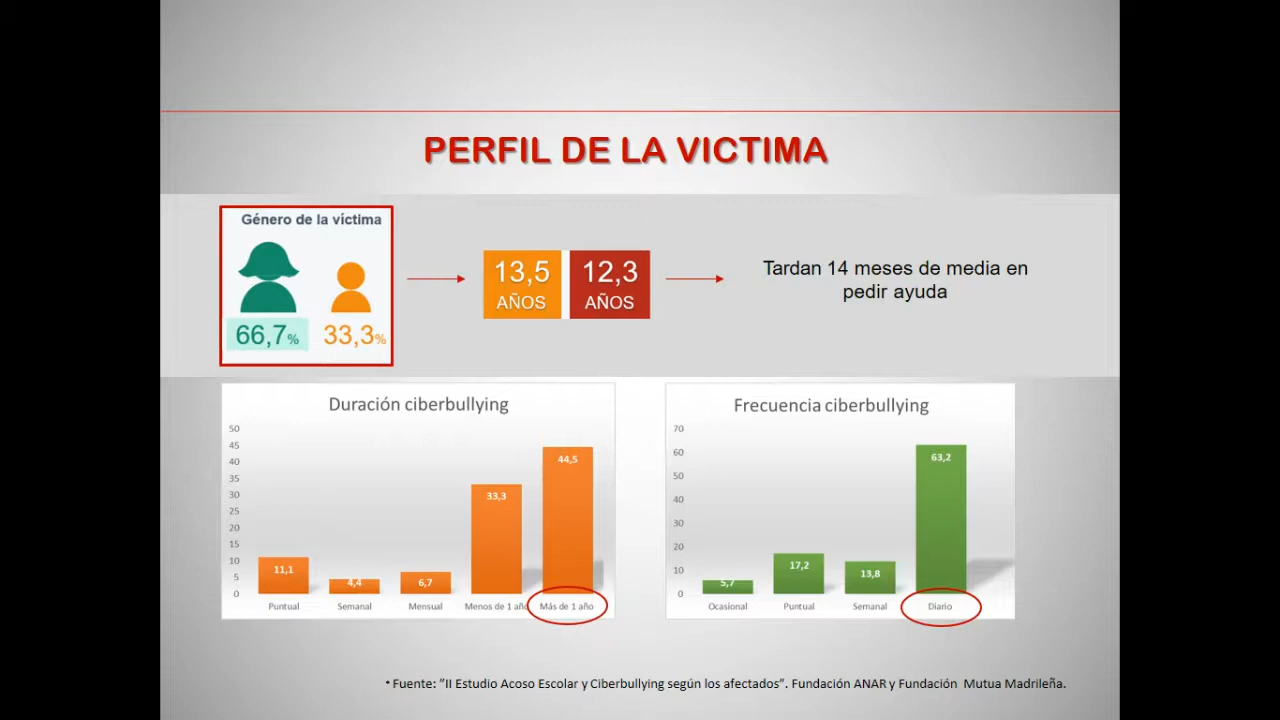 PERFIL DE LA VICTIMA
Género de la víctima
66,7%
33,3%
13,5
AÑOS
12,3
AÑOS
Tardan 14 meses de media en
pedir ayuda
Duración ciberbullying
50
45
40
35
30
25
20
15
10
5
0
11,1
4,4
6,7
33,3
44,5
Puntual
Semanal
Mensual
Menos de 1 año
Más de 1 año
Frecuencia ciberbullying
70
60
50
40
30
20
10
0
5,7
17,2
13,8
63,2
Ocasional
Puntual
Semanal
Diario
* Fuente: "II Estudio Acoso Escolar y Ciberbullying según los afectados". Fundación ANAR y Fundación Mutua Madrileña.